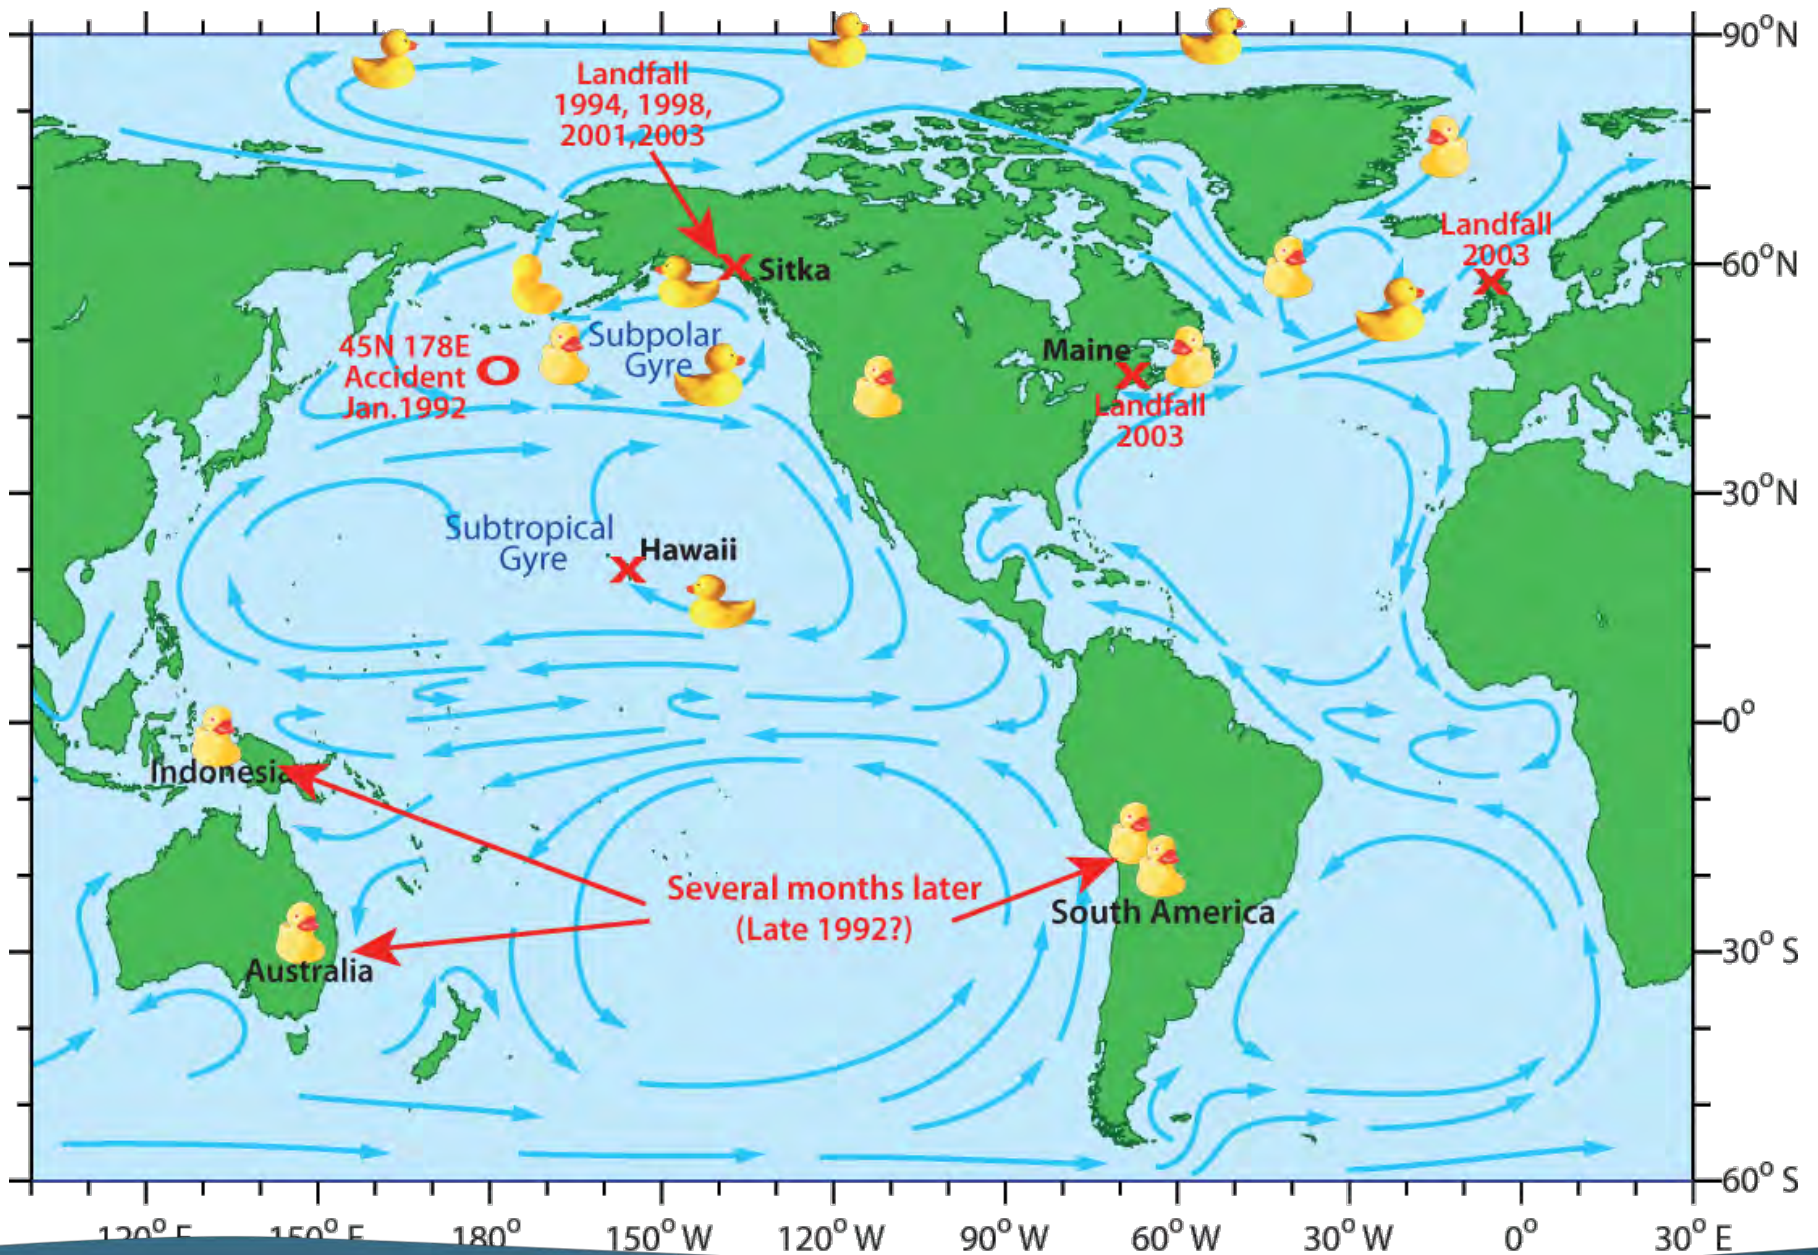 Landfall
1994, 1998,
2001,2003
Landfall
2003
Sitka
45N 178E
Accident
Jan.1992
Subpolar
Gyre
Maine
Landfall
2003
Subtropical
Gyre
Hawaii
Indonesia
Several months later
(Late 1992?)
South America
Australia
90°N
60°N
30°N
0°
30° S
60° S
120° E
150° E
180°
150° W
120° W
90° W
60° W
30° W
0°
30° E